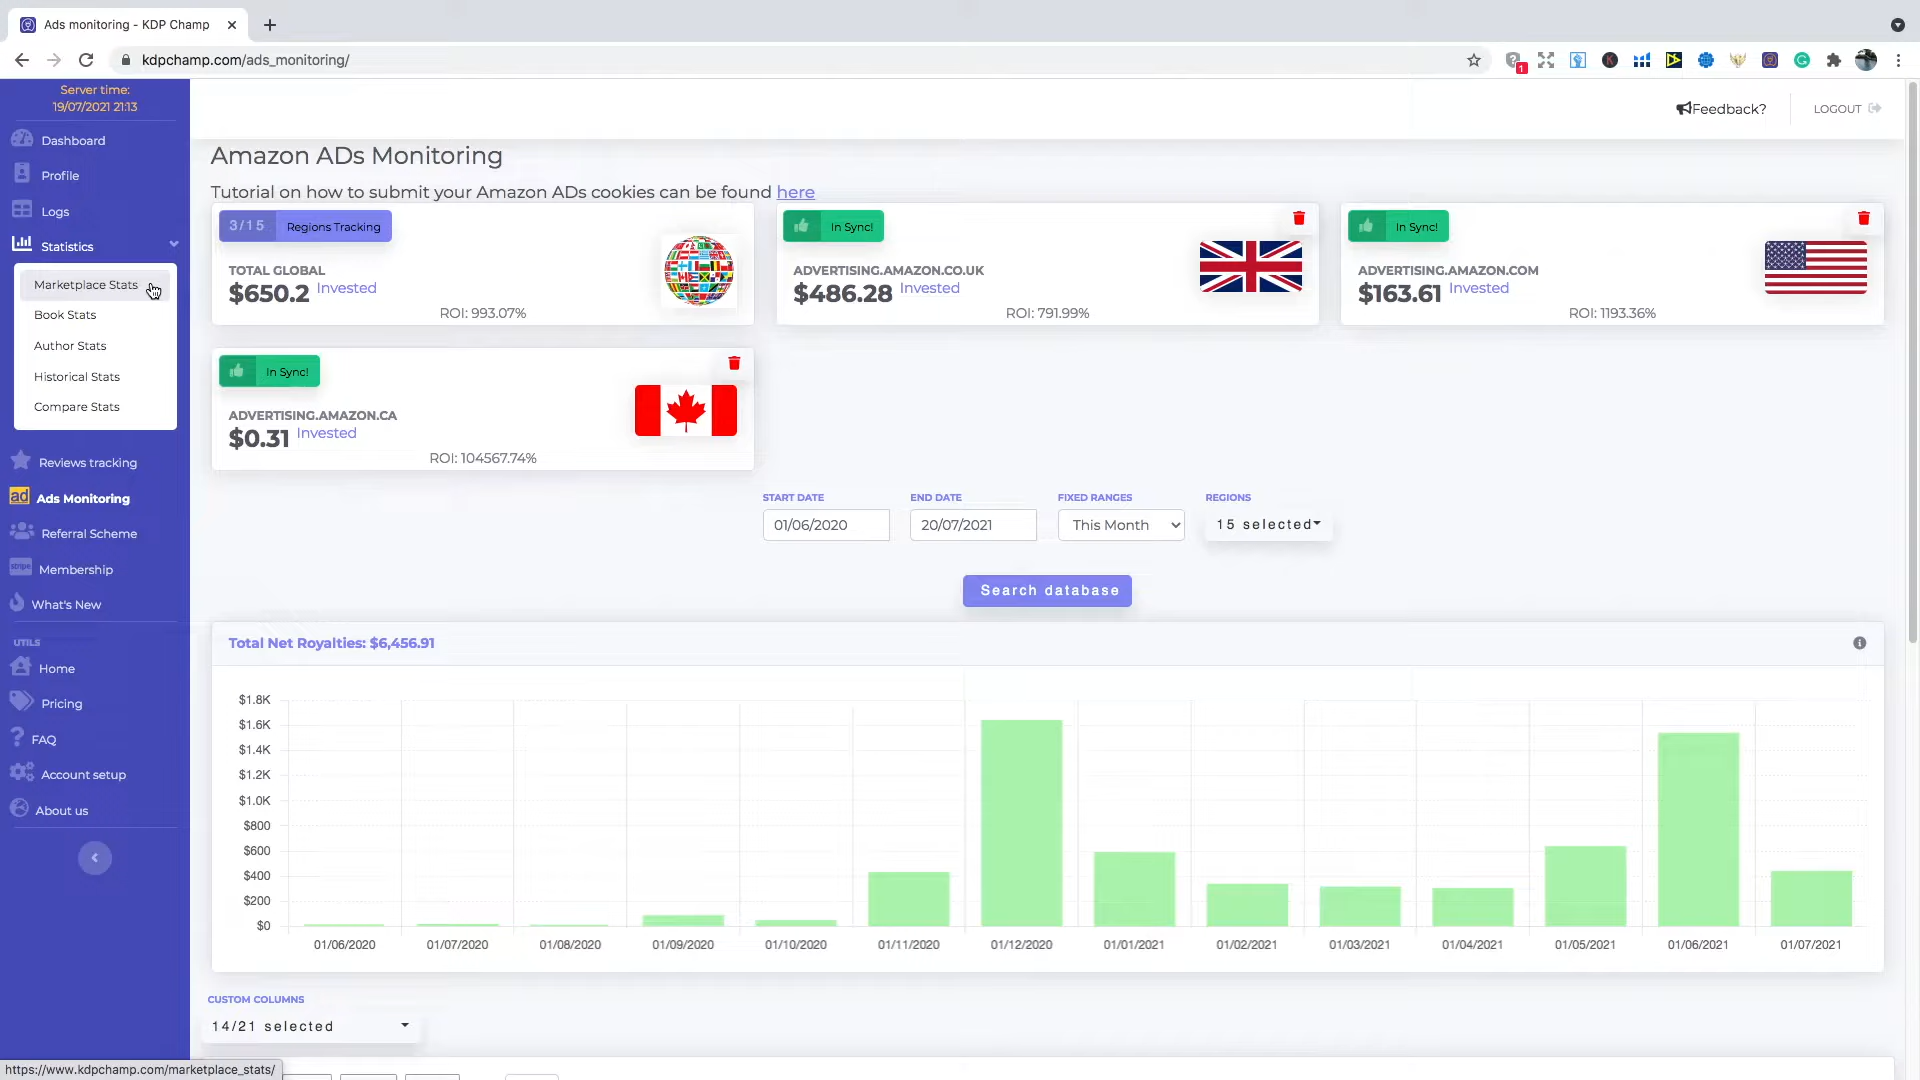 Ads monitoring - KDP Champ
kdpchamp.com/ads_monitoring/
1
Server time:
19/07/2021 21:13
Dashboard
Profile
Logs
Statistics
Marketplace Stats
Book Stats
Author Stats
Historical Stats
Compare Stats
Reviews tracking
ad Ads Monitoring
Referral Scheme
stripe Membership
What's New
UTILS
Home
Pricing
FAQ
Account setup
About us
Feedback?
LOGOUT
Amazon ADs Monitoring
Tutorial on how to submit your Amazon ADs cookies can be found here
3/15 Regions Tracking
TOTAL GLOBAL
$650.2 Invested
ROI: 993.07%
In Sync!
ADVERTISING.AMAZON.CO.UK
$486.28 Invested
ROI: 791.99%
In Sync!
ADVERTISING.AMAZON.COM
$163.61 Invested
ROI: 1193.36%
In Sync!
ADVERTISING.AMAZON.CA
$0.31 Invested
ROI: 104567.74%
START DATE END DATE FIXED RANGES REGIONS
01/06/2020 20/07/2021 This Month 15 selected
Search database
Total Net Royalties: $6,456.91
$1.8K
$1.6K
$1.4K
$1.2K
$1.0K
$800
$600
$400
$200
$0
01/06/2020 01/07/2020 01/08/2020 01/09/2020 01/10/2020 01/11/2020 01/12/2020 01/01/2021 01/02/2021 01/03/2021 01/04/2021 01/05/2021 01/06/2021 01/07/2021
CUSTOM COLUMNS
14/21 selected
https://www.kdpchamp.com/marketplace_stats/